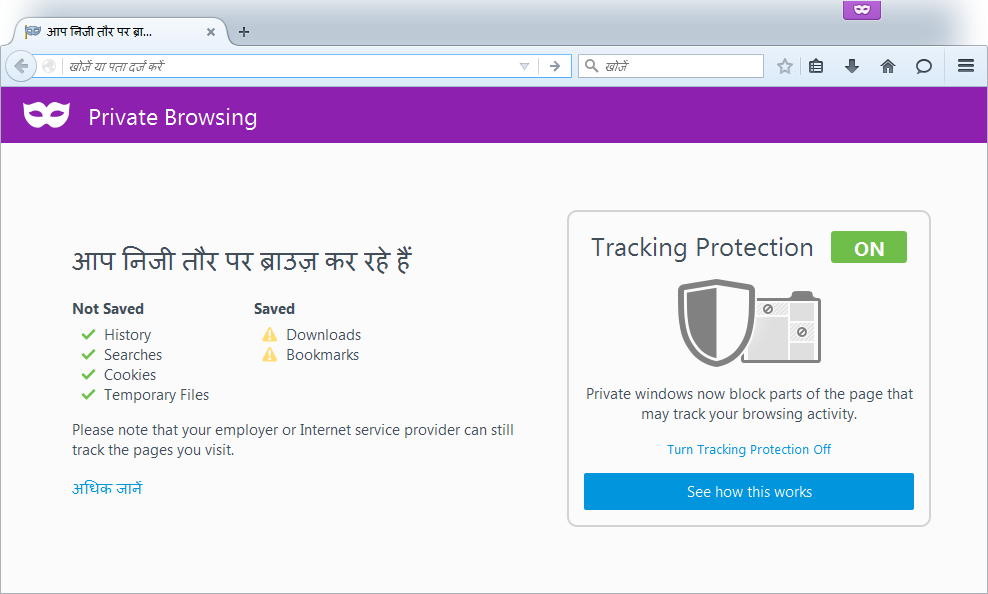 आप निजी तौर पर ब्रा...
खोजें या पता दर्ज करें
खोजें
Private Browsing
आप निजी तौर पर ब्राउज़ कर रहे हैं
Not Saved
History
Searches
Cookies
Temporary Files
Saved
Downloads
Bookmarks
Please note that your employer or Internet service provider can still
track the pages you visit.
अधिक जानें
Tracking Protection ON
Private windows now block parts of the page that
may track your browsing activity.
Turn Tracking Protection Off
See how this works